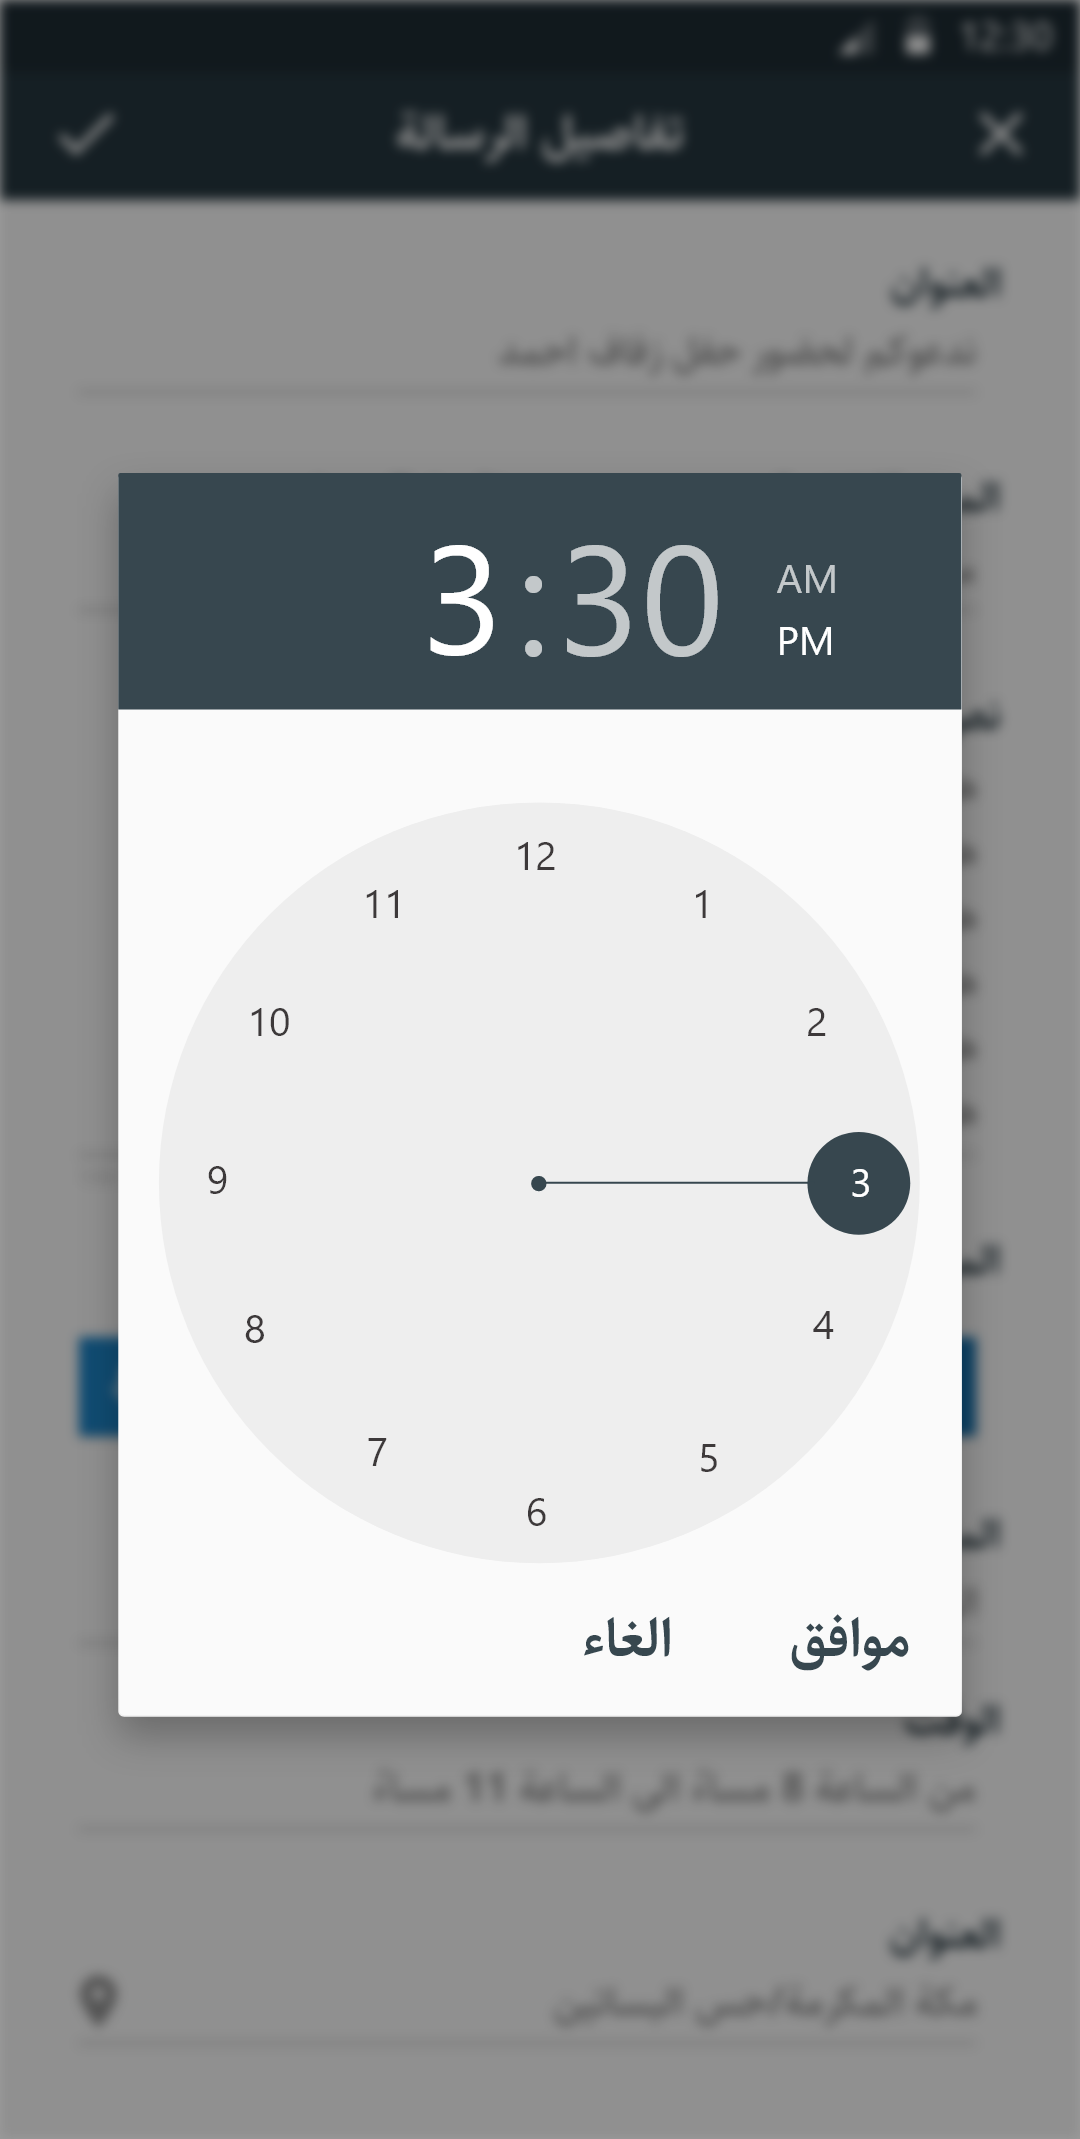 12:30
تفاصيل الرسالة
العنوان
ندعوكم لحضور حفل زفاف احمد
3:30
AM
PM
12
11
1
10
2
9
3
8
4
7
5
6
موافق
الغاء
الوقت
من الساعة 8 مساءً الى الساعة 11 مساءً
العنوان
مكة المكرمة/حس البساتين